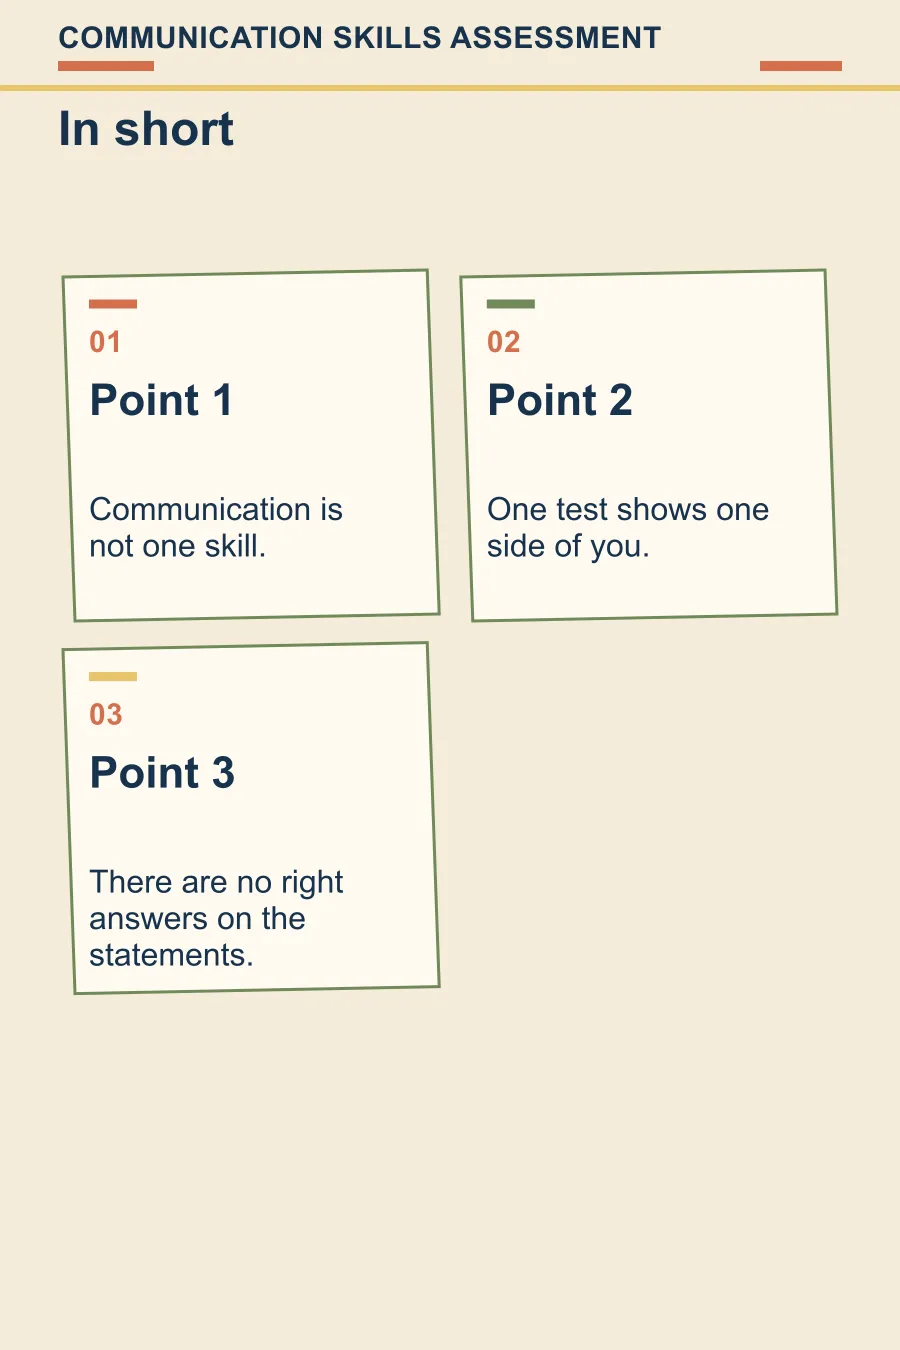 COMMUNICATION SKILLS ASSESSMENT
In short
01
Point 1
Communication is
not one skill.
02
Point 2
One test shows one
side of you.
03
Point 3
There are no right
answers on the
statements.